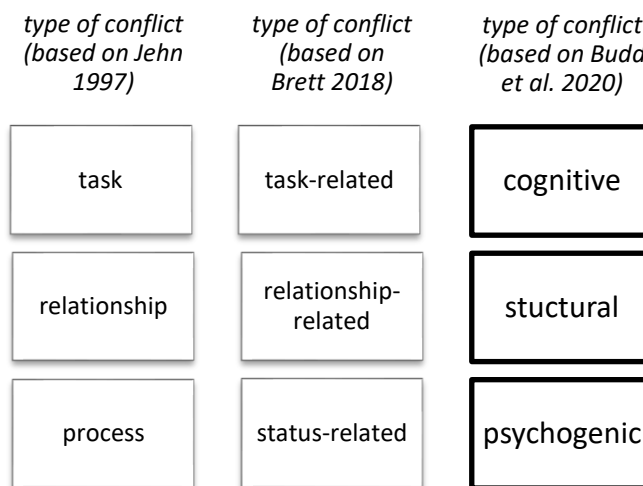 type of conflict
(based on Jehn
1997)
type of conflict
(based on
Brett 2018)
type of conflict
(based on Budd
et al. 2020)
task
task-related
cognitive
relationship
relationship-
related
stuctural
process
status-related
psychogenic